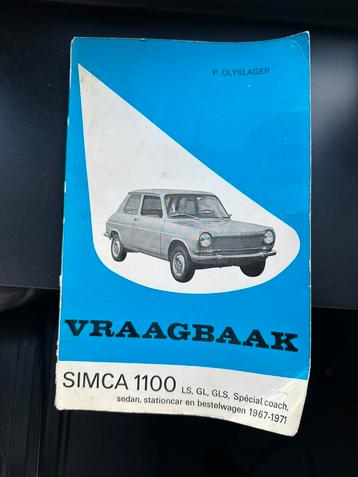 P. OLYSLAGER
VRAAGBAAK
SIMCA 1100 LS, GL, GLS, Spécial.coach,
sedan, stationcar en bestelwagen 1967-1971